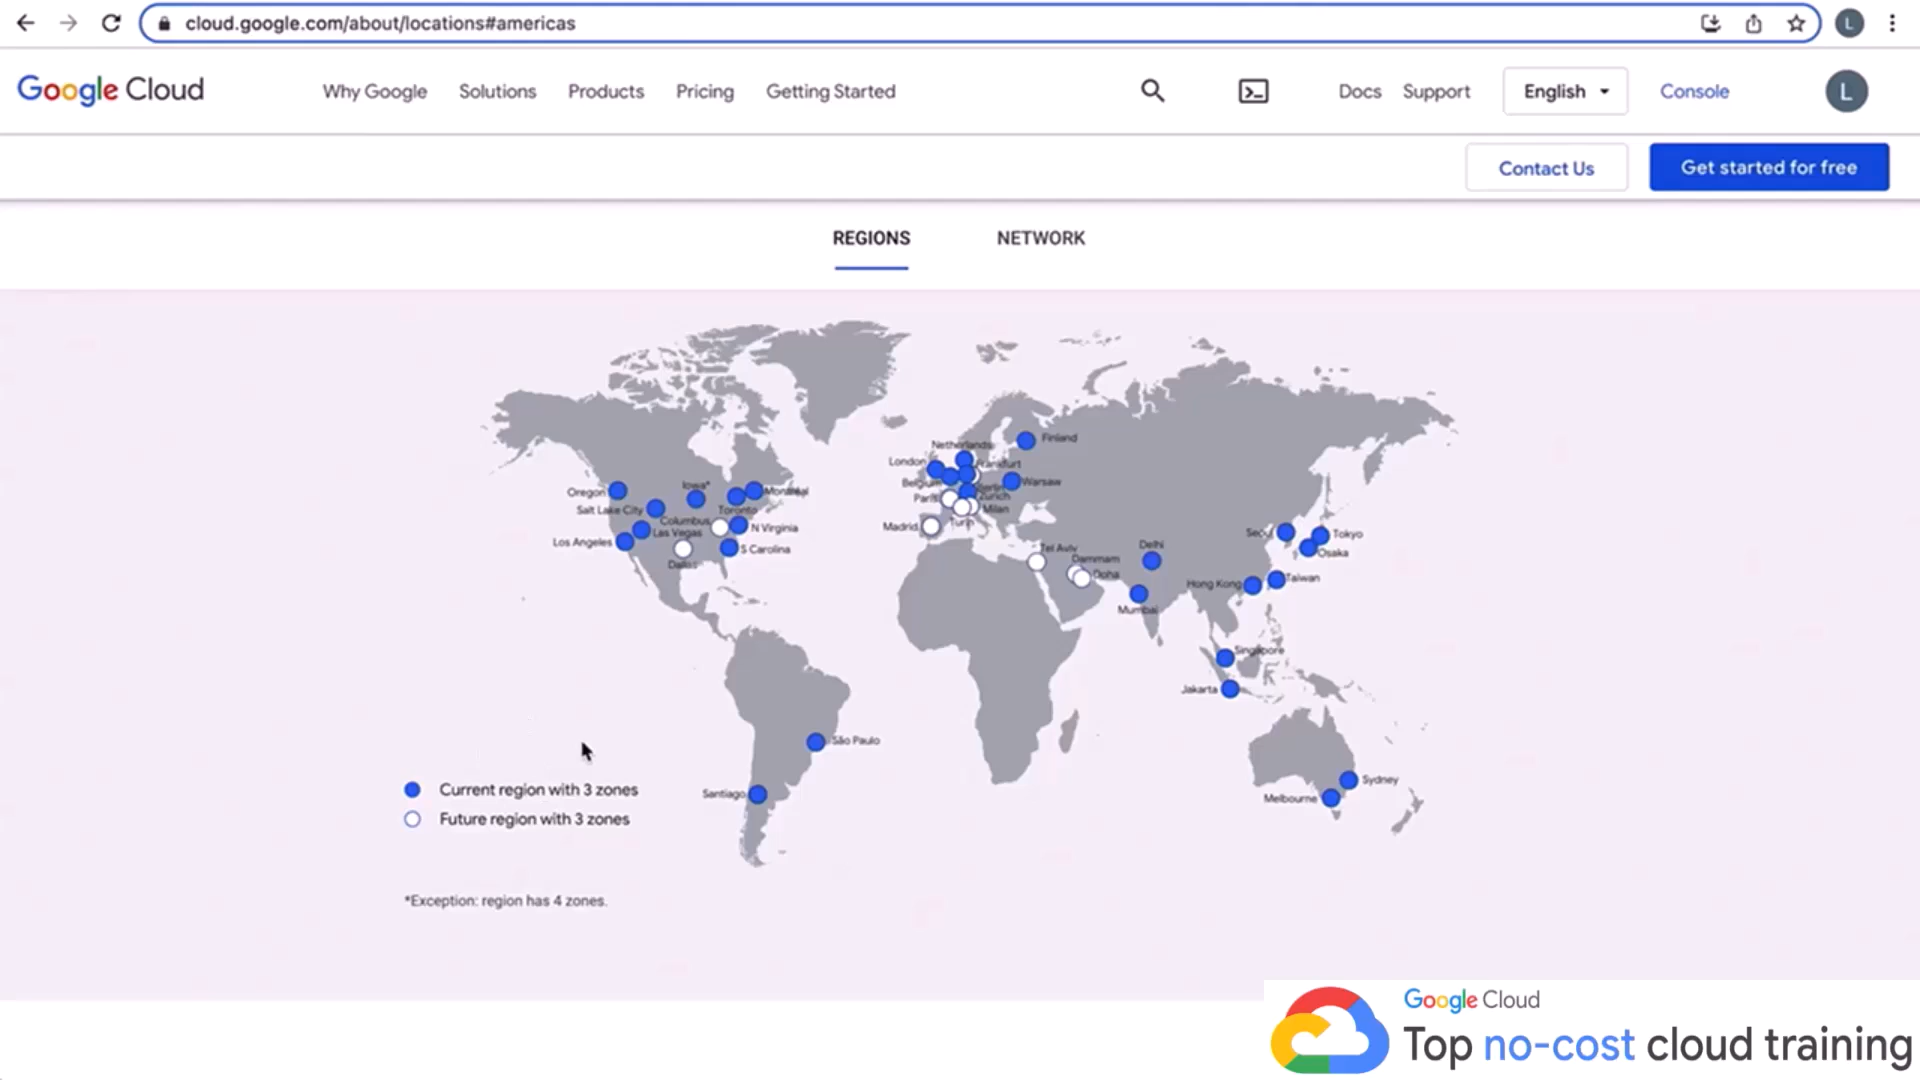 cloud.google.com/about/locations#americas
L
Google Cloud
Why Google
Solutions
Products
Pricing
Getting Started
Docs
Support
English
Console
L
Contact Us
Get started for free
REGIONS
NETWORK
Finland
Netherlands
London
Frankfurt
Belgium
Warsaw
Berlin
Paris
Zurich
Milan
Turin
Madrid
Oregon
Iowa*
Montréal
Salt Lake City
Toronto
Columbus
N Virginia
Las Vegas
Los Angeles
S Carolina
Dallas
Tel Aviv
Dammam
Doha
Delhi
Mumbai
Seoul
Tokyo
Osaka
Hong Kong
Taiwan
Singapore
Jakarta
São Paulo
Santiago
Sydney
Melbourne
Current region with 3 zones
Future region with 3 zones
*Exception: region has 4 zones.
Google Cloud
Top no-cost cloud training